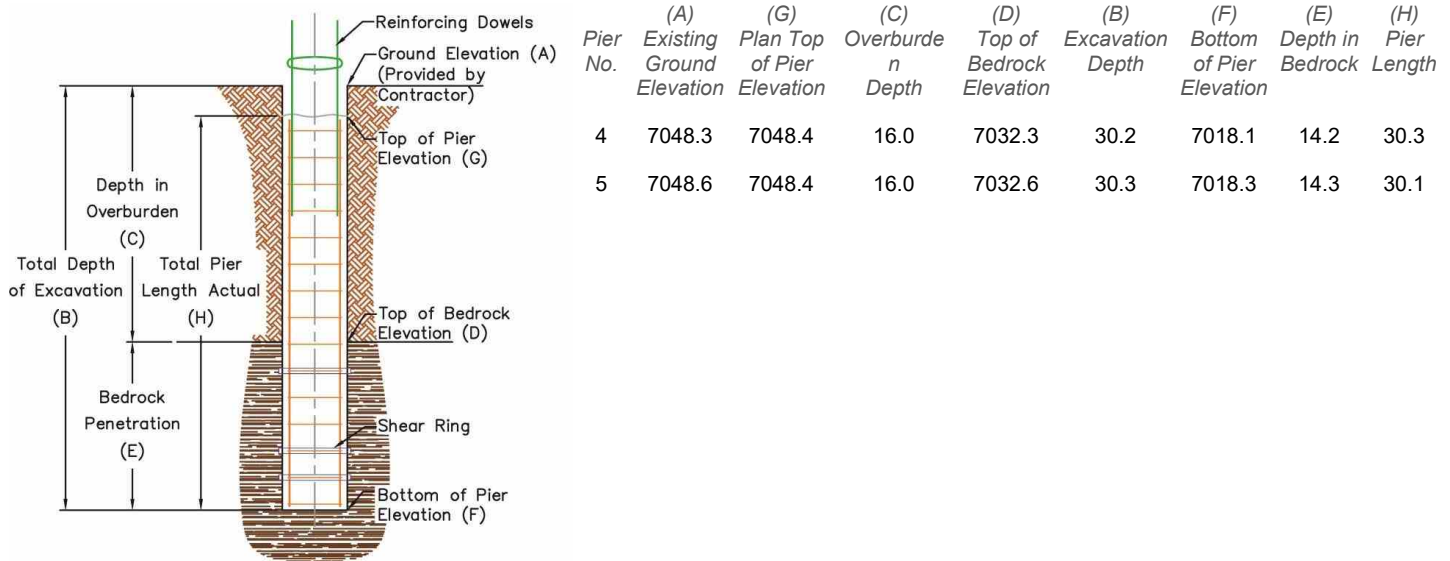 Reinforcing Dowels
Ground Elevation (A)
(Provided by
Contractor)
Top of Pier
Elevation (G)
Depth in
Overburden
(C)
Total Depth
of Excavation
(B)
Total Pier
Length Actual
(H)
Top of Bedrock
Elevation (D)
Bedrock
Penetration
(E)
Shear Ring
Bottom of Pier
Elevation (F)
(A) (G) (C) (D) (B) (F) (E) (H)
Pier Existing Plan Top Overburde Top of Excavation Bottom Depth in Pier
No. Ground of Pier n Bedrock Depth of Pier Bedrock Length
Elevation Elevation Depth Elevation Elevation
4 7048.3 7048.4 16.0 7032.3 30.2 7018.1 14.2 30.3
5 7048.6 7048.4 16.0 7032.6 30.3 7018.3 14.3 30.1